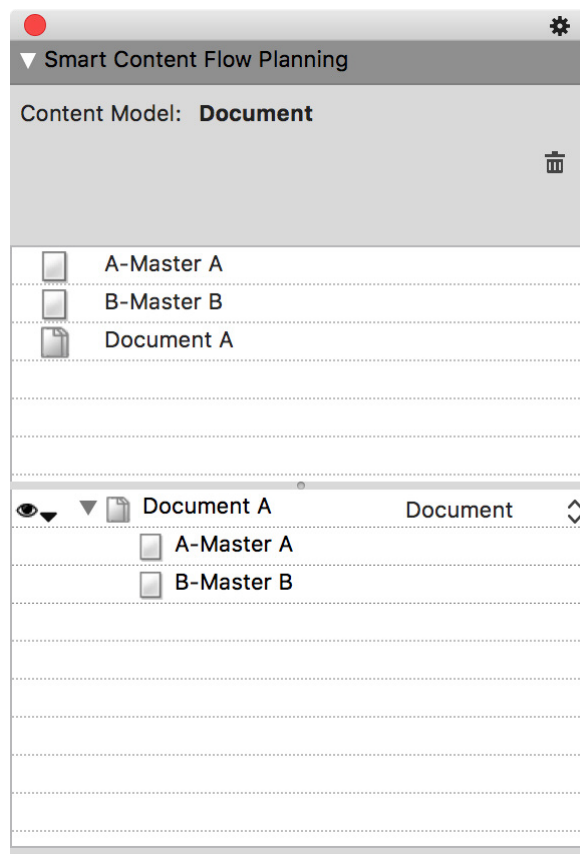 Smart Content Flow Planning
Content Model: Document
A-Master A
B-Master B
Document A
Document A Document
A-Master A
B-Master B